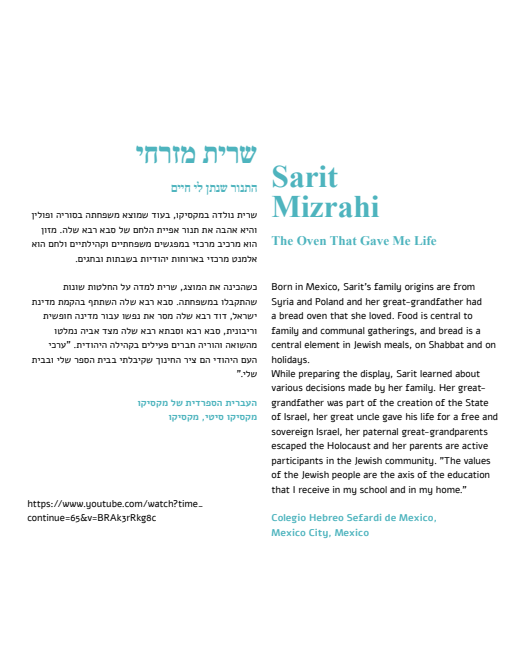 שרית מזרחי
התנור שנתן לי חיים
שרית נולדה במקסיקו, בעוד שמוצא משפחתה בסוריה ופולין
והיא אהבה את תנור אפיית הלחם של סבא רבא שלה. מזון
הוא מרכיב מרכזי במפגשים משפחתיים וקהילתיים ולחם הוא
אלמנט מרכזי בארוחות יהודיות בשבתות ובחגים.
כשהכינה את המוצג, שרית למדה על החלטות שונות
שהתקבלו במשפחתה. סבא רבא שלה השתתף בהקמת מדינת
ישראל, דוד רבא שלה מסר את נפשו עבור מדינה חופשית
וריבונית, סבא רבא וסבתא רבא שלה מצד אביה נמלטו
מהשואה והוריה חברים פעילים בקהילה היהודית. "ערכי
העם היהודי הם ציר החינוך שקיבלתי בבית הספר שלי ובבית
שלי."
העברית הספרדית של מקסיקו
מקסיקו סיטי, מקסיקו
https://www.youtube.com/watch?time_
continue=65&v=BRAk3rRkg8c
Sarit
Mizrahi
The Oven That Gave Me Life
Born in Mexico, Sarit's family origins are from
Syria and Poland and her great-grandfather had
a bread oven that she loved. Food is central to
family and communal gatherings, and bread is a
central element in Jewish meals, on Shabbat and on
holidays.
While preparing the display, Sarit learned about
various decisions made by her family. Her great-
grandfather was part of the creation of the State
of Israel, her great uncle gave his life for a free and
sovereign Israel, her paternal great-grandparents
escaped the Holocaust and her parents are active
participants in the Jewish community. "The values
of the Jewish people are the axis of the education
that I receive in my school and in my home."
Colegio Hebreo Sefardi de Mexico,
Mexico City, Mexico